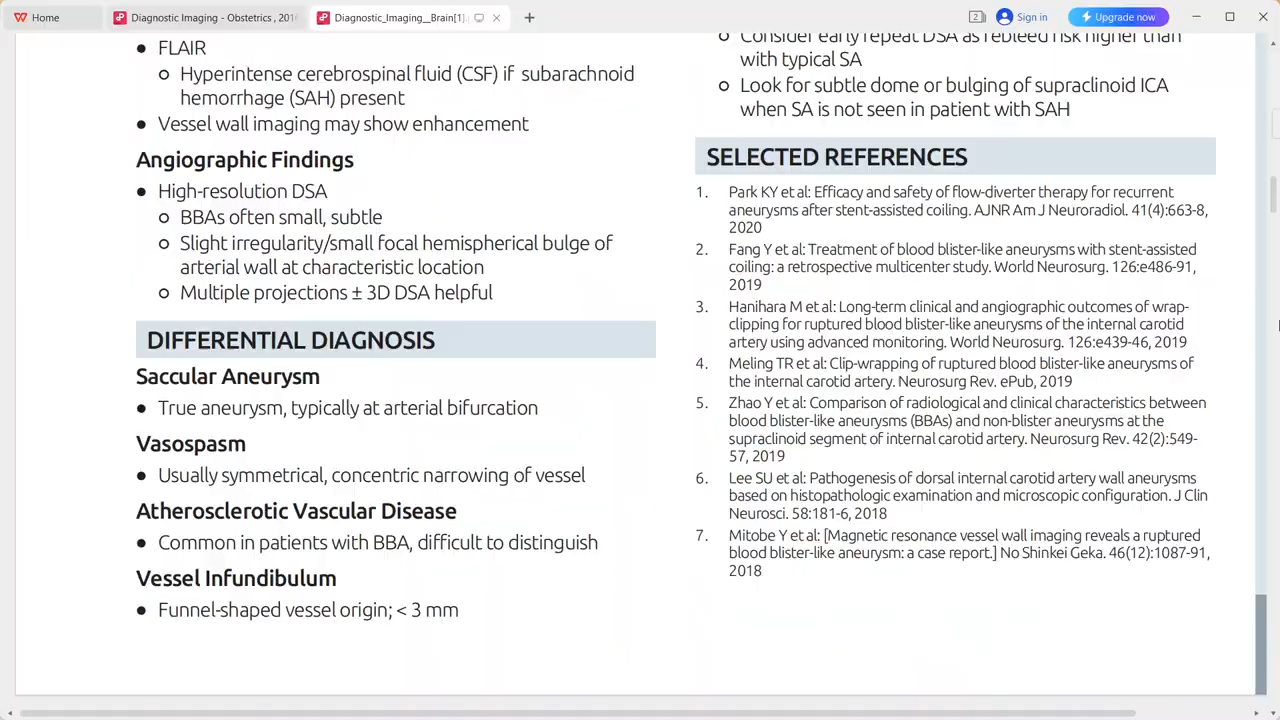 Home
Diagnostic Imaging - Obstetrics , 2016
Diagnostic_Imaging__Brain[1].
2
Sign in
Upgrade now
● FLAIR
○ Hyperintense cerebrospinal fluid (CSF) if subarachnoid
hemorrhage (SAH) present
● Vessel wall imaging may show enhancement
Angiographic Findings
● High-resolution DSA
○ BBAs often small, subtle
○ Slight irregularity/small focal hemispherical bulge of
arterial wall at characteristic location
○ Multiple projections ± 3D DSA helpful
DIFFERENTIAL DIAGNOSIS
Saccular Aneurysm
● True aneurysm, typically at arterial bifurcation
Vasospasm
● Usually symmetrical, concentric narrowing of vessel
Atherosclerotic Vascular Disease
● Common in patients with BBA, difficult to distinguish
Vessel Infundibulum
● Funnel-shaped vessel origin; < 3 mm
○ Consider early repeat DSA as rebleed risk higher than
with typical SA
○ Look for subtle dome or bulging of supraclinoid ICA
when SA is not seen in patient with SAH
SELECTED REFERENCES
1. Park KY et al: Efficacy and safety of flow-diverter therapy for recurrent
aneurysms after stent-assisted coiling. AJNR Am J Neuroradiol. 41(4):663-8,
2020
2. Fang Y et al: Treatment of blood blister-like aneurysms with stent-assisted
coiling: a retrospective multicenter study. World Neurosurg. 126:e486-91,
2019
3. Hanihara M et al: Long-term clinical and angiographic outcomes of wrap-
clipping for ruptured blood blister-like aneurysms of the internal carotid
artery using advanced monitoring. World Neurosurg. 126:e439-46, 2019
4. Meling TR et al: Clip-wrapping of ruptured blood blister-like aneurysms of
the internal carotid artery. Neurosurg Rev. ePub, 2019
5. Zhao Y et al: Comparison of radiological and clinical characteristics between
blood blister-like aneurysms (BBAs) and non-blister aneurysms at the
supraclinoid segment of internal carotid artery. Neurosurg Rev. 42(2):549-
57, 2019
6. Lee SU et al: Pathogenesis of dorsal internal carotid artery wall aneurysms
based on histopathologic examination and microscopic configuration. J Clin
Neurosci. 58:181-6, 2018
7. Mitobe Y et al: [Magnetic resonance vessel wall imaging reveals a ruptured
blood blister-like aneurysm: a case report.] No Shinkei Geka. 46(12):1087-91,
2018